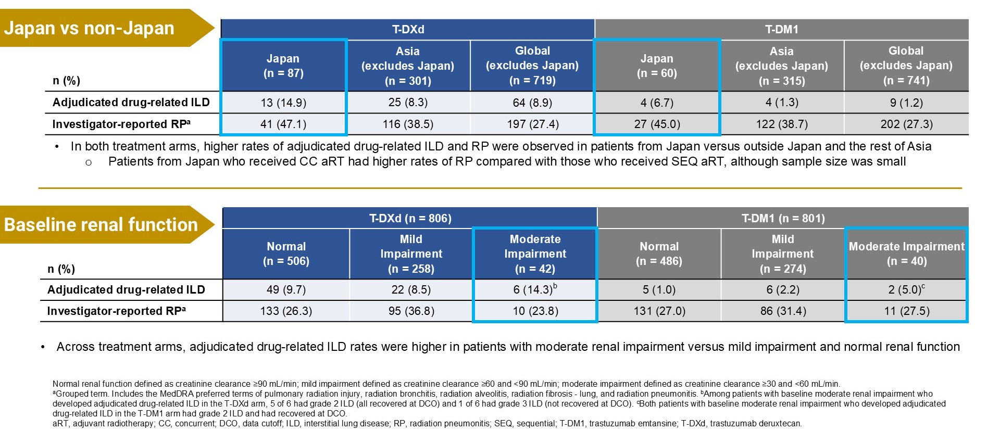 Japan vs non-Japan
T-DXd T-DM1
Japan
(n = 87)
Asia
(excludes Japan)
(n = 301)
Global
(excludes Japan)
(n = 719)
Japan
(n = 60)
Asia
(excludes Japan)
(n = 315)
Global
(excludes Japan)
(n = 741)
n (%)
Adjudicated drug-related ILD 13 (14.9) 25 (8.3) 64 (8.9) 4 (6.7) 4 (1.3) 9 (1.2)
Investigator-reported RPᵃ 41 (47.1) 116 (38.5) 197 (27.4) 27 (45.0) 122 (38.7) 202 (27.3)
• In both treatment arms, higher rates of adjudicated drug-related ILD and RP were observed in patients from Japan versus outside Japan and the rest of Asia
o Patients from Japan who received CC aRT had higher rates of RP compared with those who received SEQ aRT, although sample size was small
Baseline renal function
T-DXd (n = 806) T-DM1 (n = 801)
Normal
(n = 506)
Mild
Impairment
(n = 258)
Moderate
Impairment
(n = 42)
Normal
(n = 486)
Mild
Impairment
(n = 274)
Moderate Impairment
(n = 40)
n (%)
Adjudicated drug-related ILD 49 (9.7) 22 (8.5) 6 (14.3)ᵇ 5 (1.0) 6 (2.2) 2 (5.0)ᶜ
Investigator-reported RPᵃ 133 (26.3) 95 (36.8) 10 (23.8) 131 (27.0) 86 (31.4) 11 (27.5)
• Across treatment arms, adjudicated drug-related ILD rates were higher in patients with moderate renal impairment versus mild impairment and normal renal function
Normal renal function defined as creatinine clearance ≥90 mL/min; mild impairment defined as creatinine clearance ≥60 and <90 mL/min; moderate impairment defined as creatinine clearance ≥30 and <60 mL/min.
ᵃGrouped term. Includes the MedDRA preferred terms of pulmonary radiation injury, radiation bronchitis, radiation alveolitis, radiation fibrosis - lung, and radiation pneumonitis. ᵇAmong patients with baseline moderate renal impairment who
developed adjudicated drug-related ILD in the T-DXd arm, 5 of 6 had grade 2 ILD (all recovered at DCO) and 1 of 6 had grade 3 ILD (not recovered at DCO). ᶜBoth patients with baseline moderate renal impairment who developed adjudicated
drug-related ILD in the T-DM1 arm had grade 2 ILD and had recovered at DCO.
aRT, adjuvant radiotherapy; CC, concurrent; DCO, data cutoff; ILD, interstitial lung disease; RP, radiation pneumonitis; SEQ, sequential; T-DM1, trastuzumab emtansine; T-DXd, trastuzumab deruxtecan.